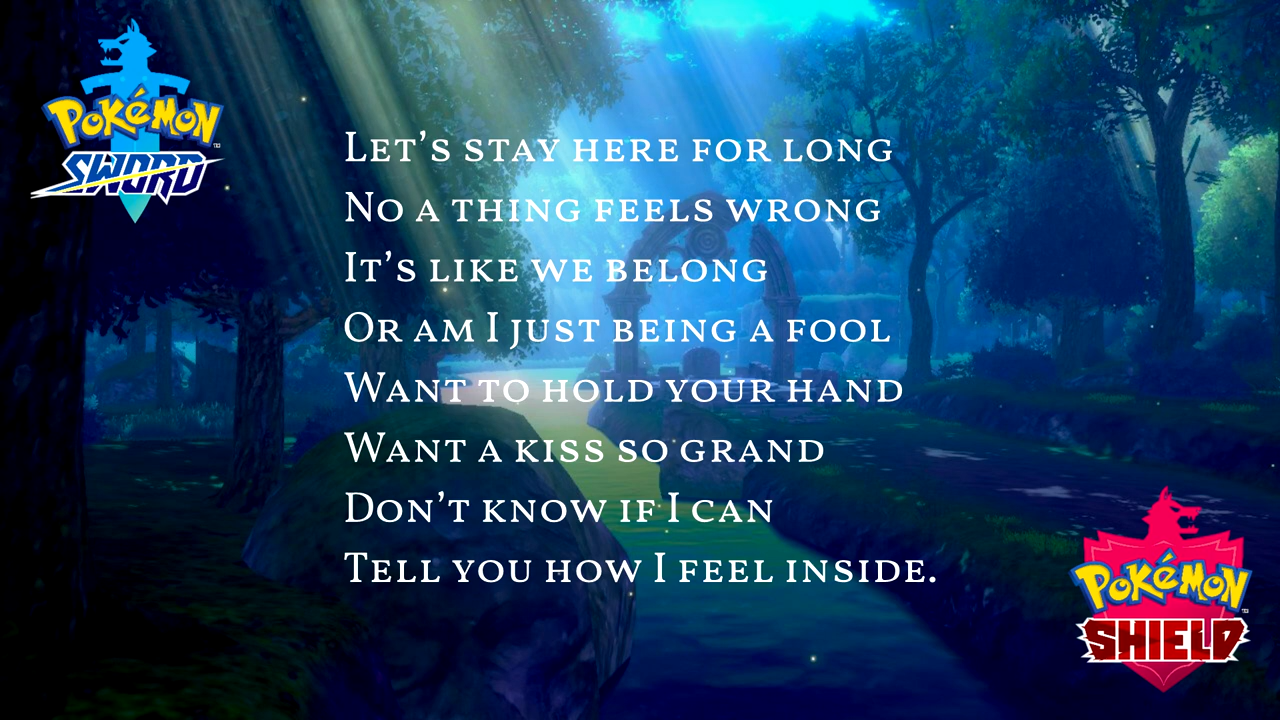 Pokémon
Sword
Let's stay here for long
No a thing feels wrong
It's like we belong
Or am I just being a fool
Want to hold your hand
Want a kiss so grand
Don't know if I can
Tell you how I feel inside.
Pokémon
Shield